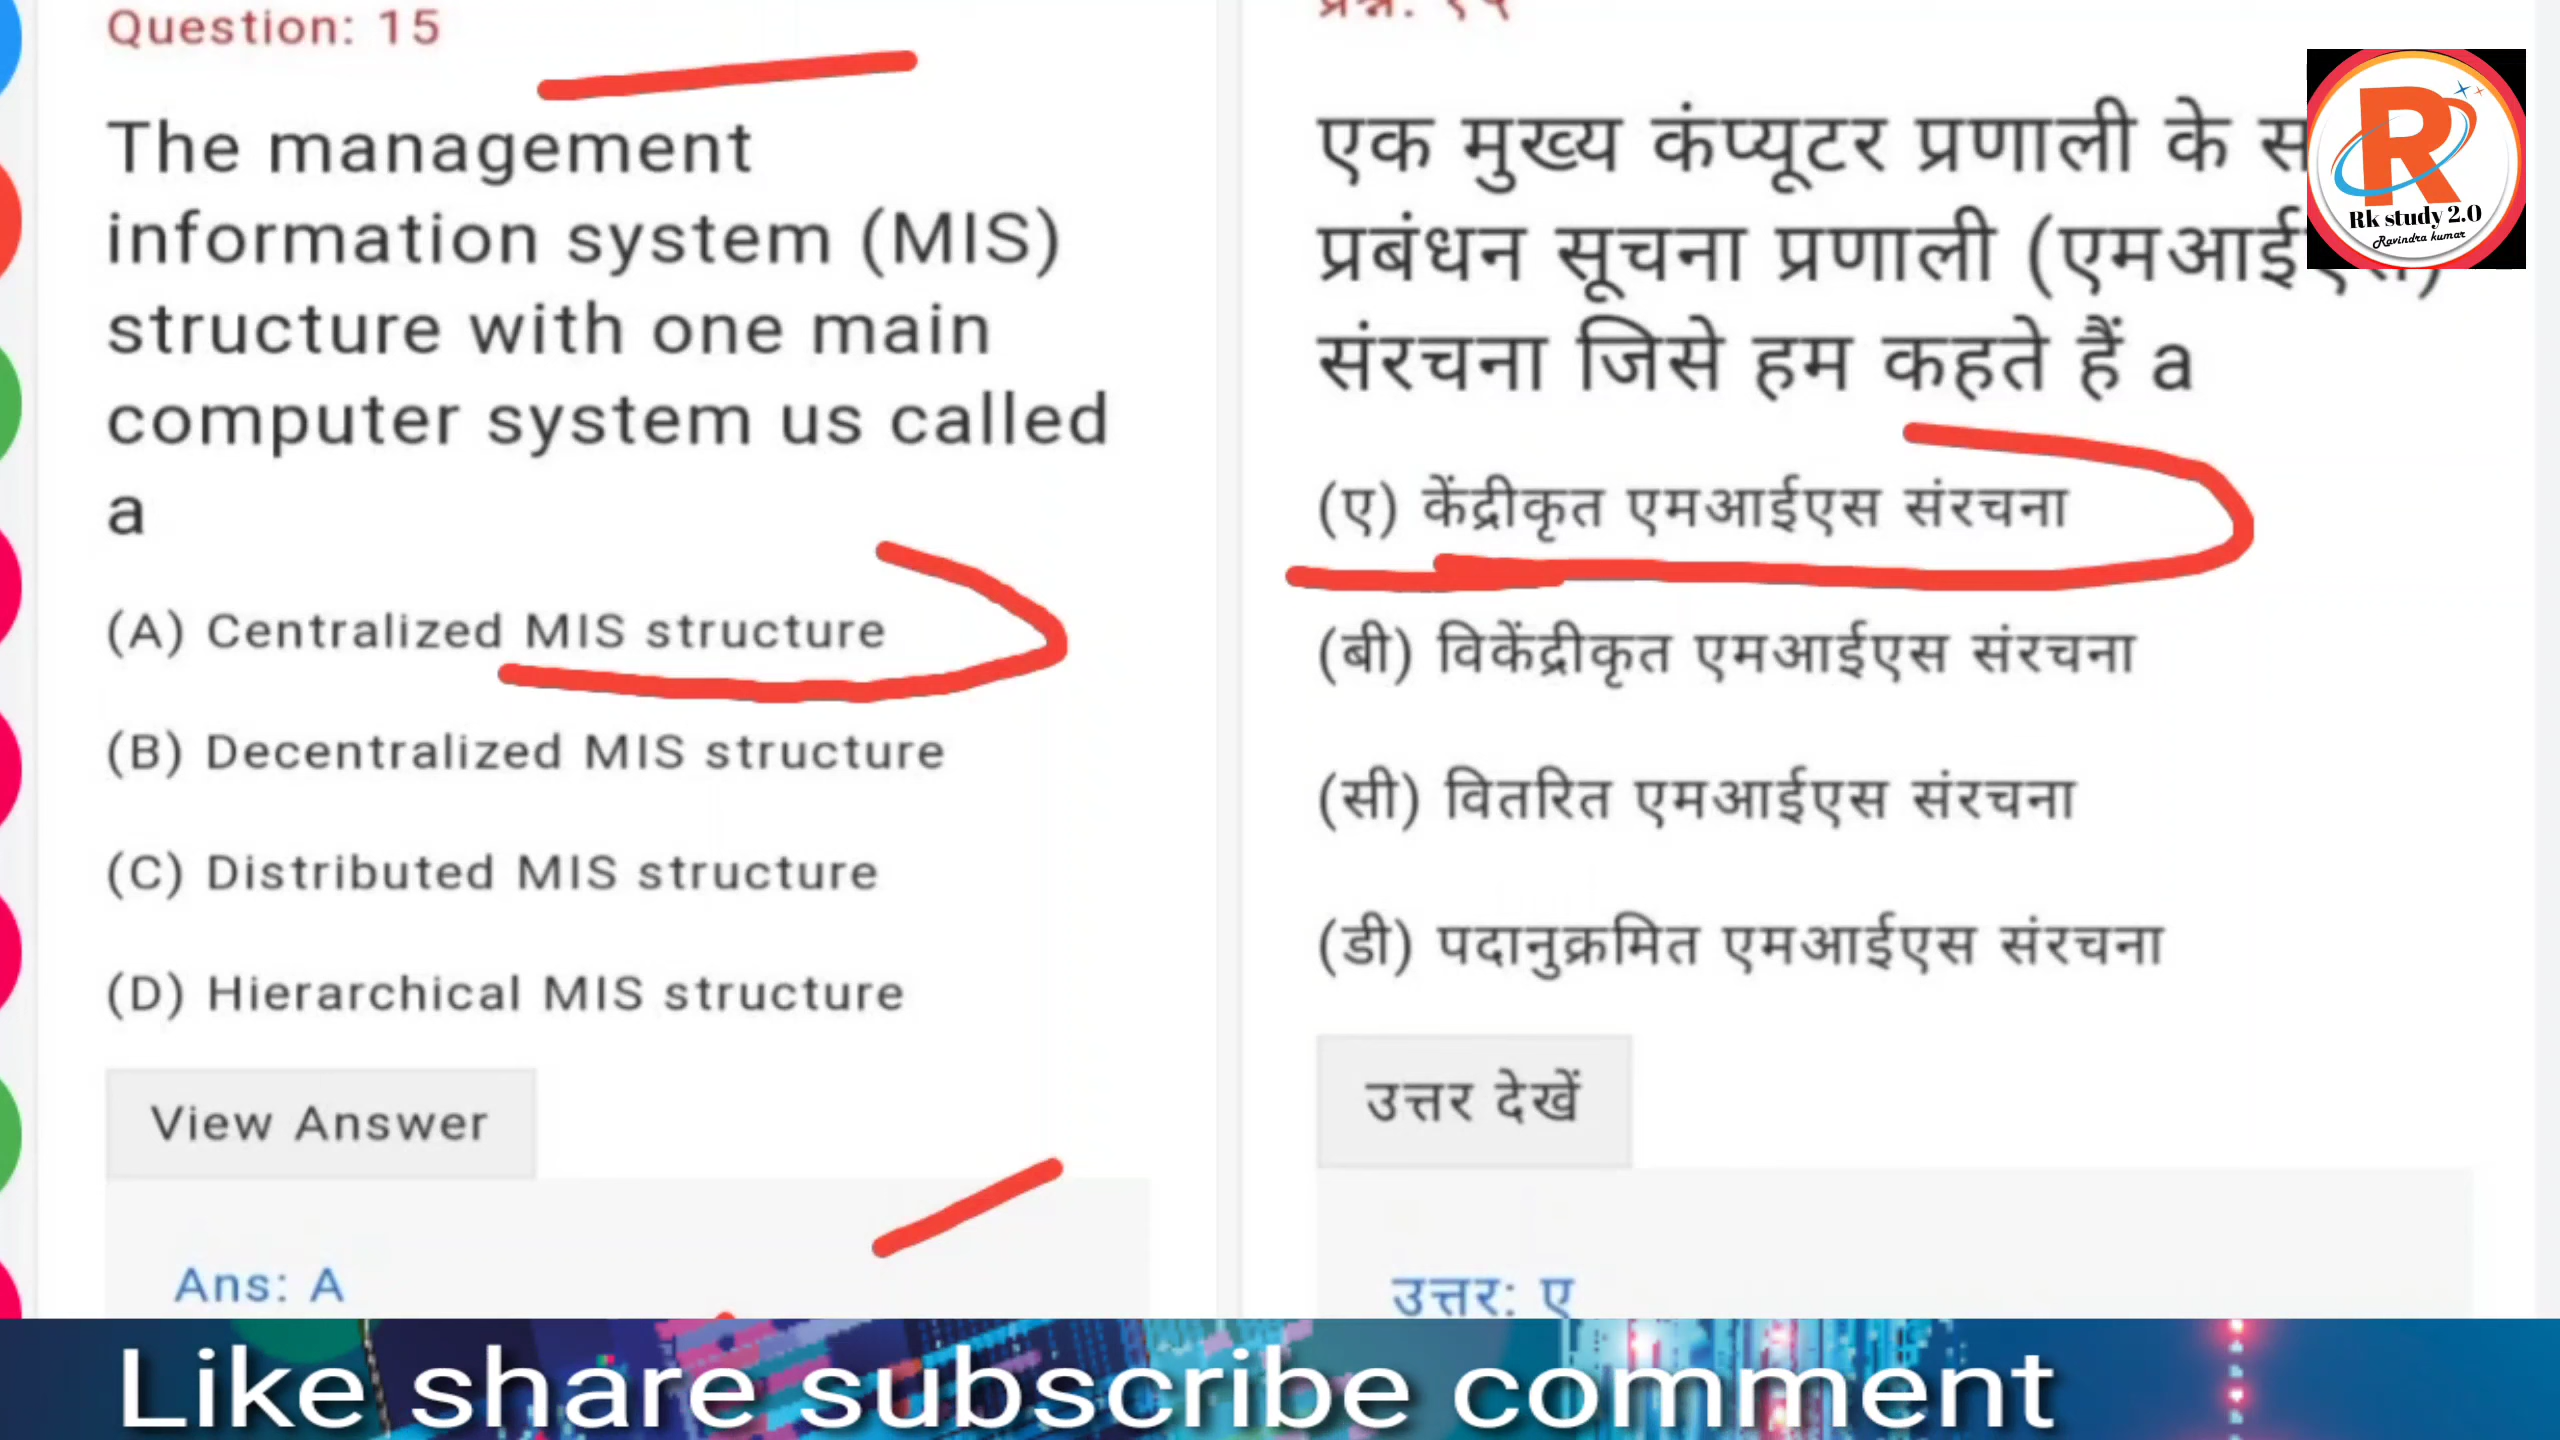 Question: 15
The management
information system (MIS)
structure with one main
computer system us called
a
(A) Centralized MIS structure
(B) Decentralized MIS structure
(C) Distributed MIS structure
(D) Hierarchical MIS structure
View Answer
Ans: A
एक मुख्य कंप्यूटर प्रणाली के
प्रबंधन सूचना प्रणाली
संरचना जिसे हम कहते हैं a
(ए) केंद्रीकृत एमआईएस संरचना
(बी) विकेंद्रीकृत एमआईएस संरचना
(सी) वितरित एमआईएस संरचना
(डी) पदानुक्रमित एमआईएस संरचना
उत्तर देखें
उत्तर: ए
R
Rk study 2.0
Ravindra kumar
Like share subscribe comment